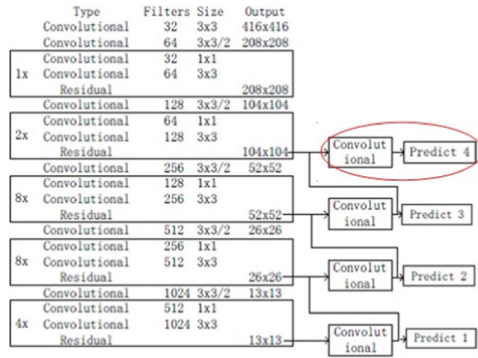 Type Filters Size Output
Convolutional 32 3x3 416x416
Convolutional 64 3x3/2 208x208
Convolutional 32 1x1
1x Convolutional 64 3x3
Residual 208x208
Convolutional 128 3x3/2 104x104
Convolutional 64 1x1
2x Convolutional 128 3x3
Residual 104x104
Convolut
ional
Predict 4
Convolutional 256 3x3/2 52x52
Convolutional 128 1x1
8x Convolutional 256 3x3
Residual 52x52
Convolut
ional
Predict 3
Convolutional 512 3x3/2 26x26
Convolutional 256 1x1
8x Convolutional 512 3x3
Residual 26x26
Convolut
ional
Predict 2
Convolutional 1024 3x3/2 13x13
Convolutional 512 1x1
4x Convolutional 1024 3x3
Residual 13x13
Convolut
ional
Predict 1